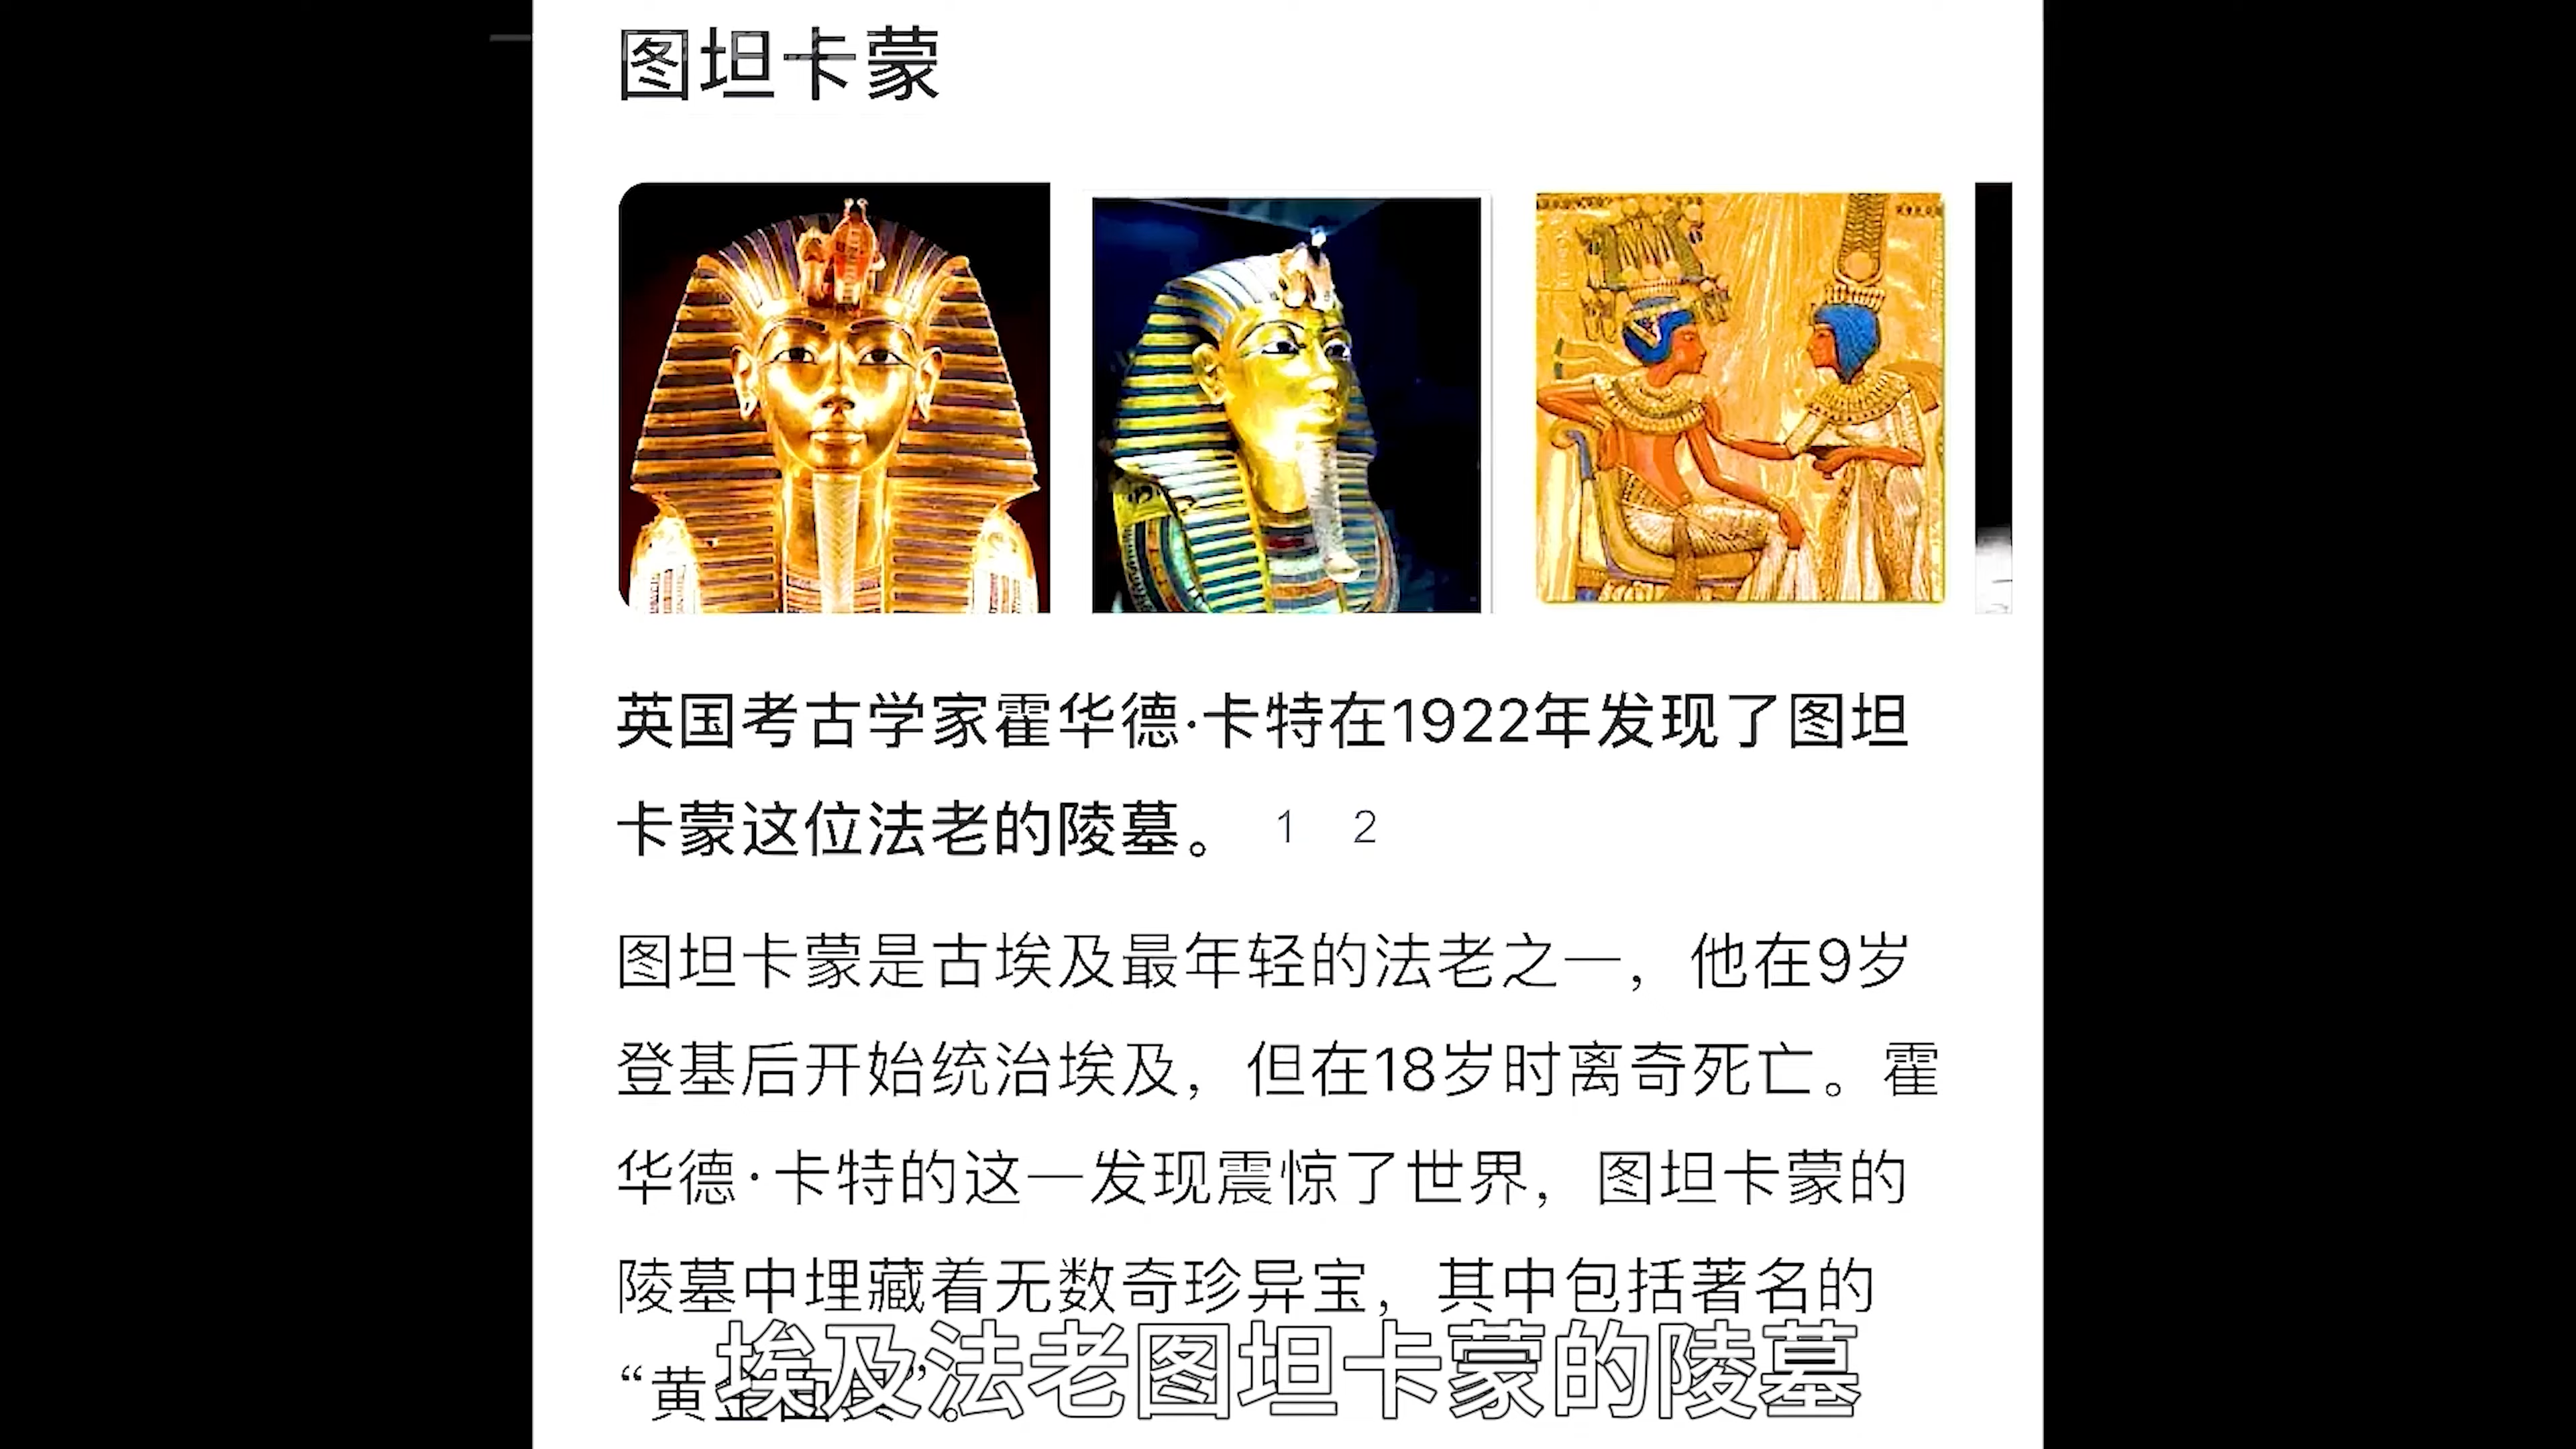 图坦卡蒙
英国考古学家霍华德·卡特在1922年发现了图坦
卡蒙这位法老的陵墓。 1 2
图坦卡蒙是古埃及最年轻的法老之一，他在9岁
登基后开始统治埃及，但在18岁时离奇死亡。霍
华德·卡特的这一发现震惊了世界，图坦卡蒙的
陵墓中埋藏着无数奇珍异宝，其中包括著名的
“黄金面具”。
埃及法老图坦卡蒙的陵墓